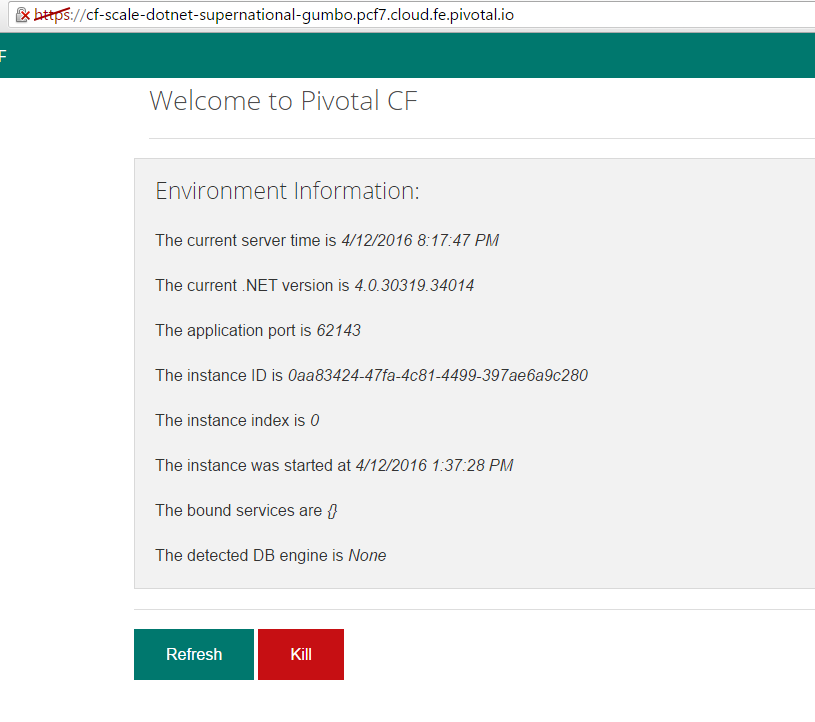 https://cf-scale-dotnet-supernational-gumbo.pcf7.cloud.fe.pivotal.io
F
Welcome to Pivotal CF
Environment Information:
The current server time is 4/12/2016 8:17:47 PM
The current .NET version is 4.0.30319.34014
The application port is 62143
The instance ID is 0aa83424-47fa-4c81-4499-397ae6a9c280
The instance index is 0
The instance was started at 4/12/2016 1:37:28 PM
The bound services are {}
The detected DB engine is None
Refresh Kill